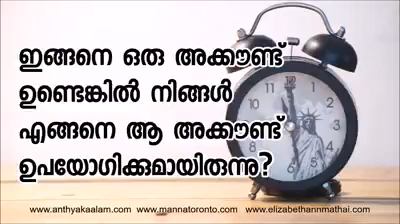 ഇങ്ങനെ ഒരു അക്കൗണ്ട്
ഉണ്ടെങ്കിൽ നിങ്ങൾ
എങ്ങനെ ആ അക്കൗണ്ട്
ഉപയോഗിക്കുമായിരുന്നു?
www.anthyakaalam.com www.mannatoronto.com www.elizabethannmathai.com